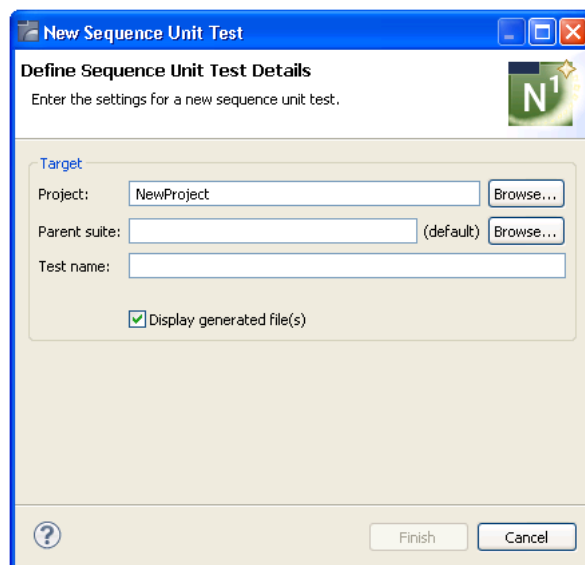 New Sequence Unit Test
Define Sequence Unit Test Details
Enter the settings for a new sequence unit test.
N1
Target
Project: NewProject Browse...
Parent suite: (default) Browse...
Test name:
Display generated file(s)
? Finish Cancel